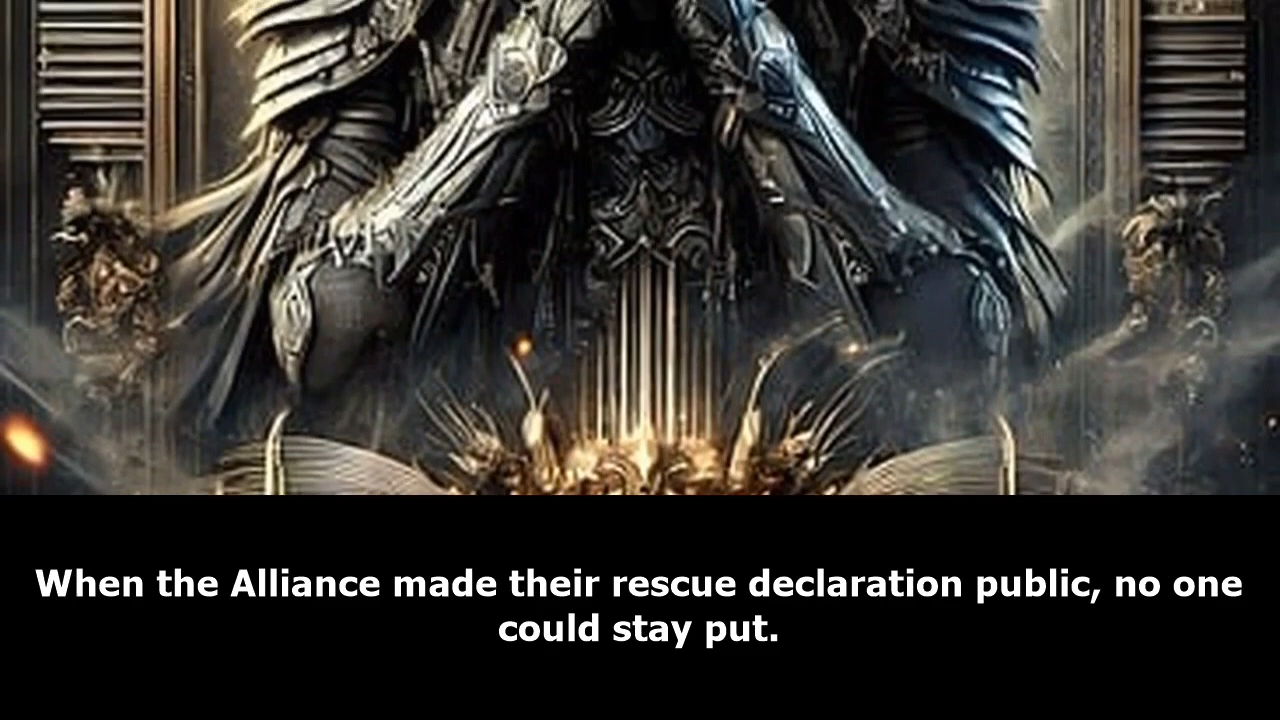 When the Alliance made their rescue declaration public, no one
could stay put.